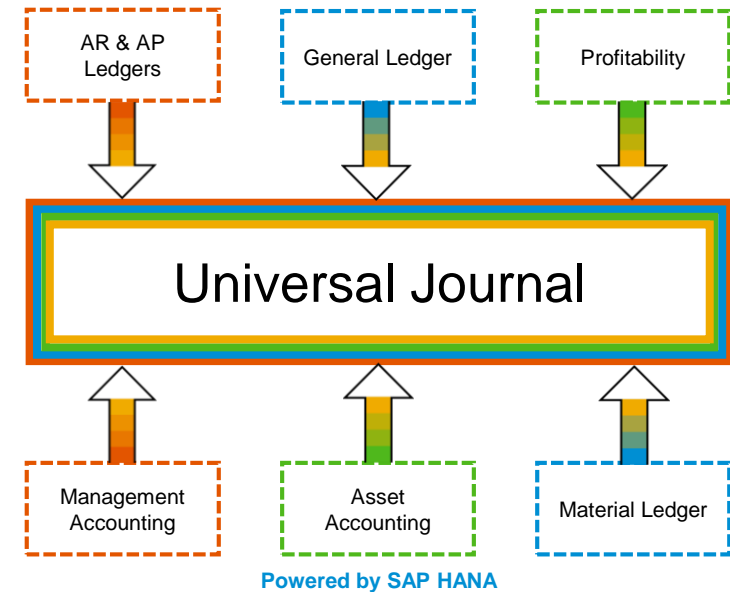 AR & AP
Ledgers
General Ledger
Profitability
Universal Journal
Management
Accounting
Asset
Accounting
Material Ledger
Powered by SAP HANA